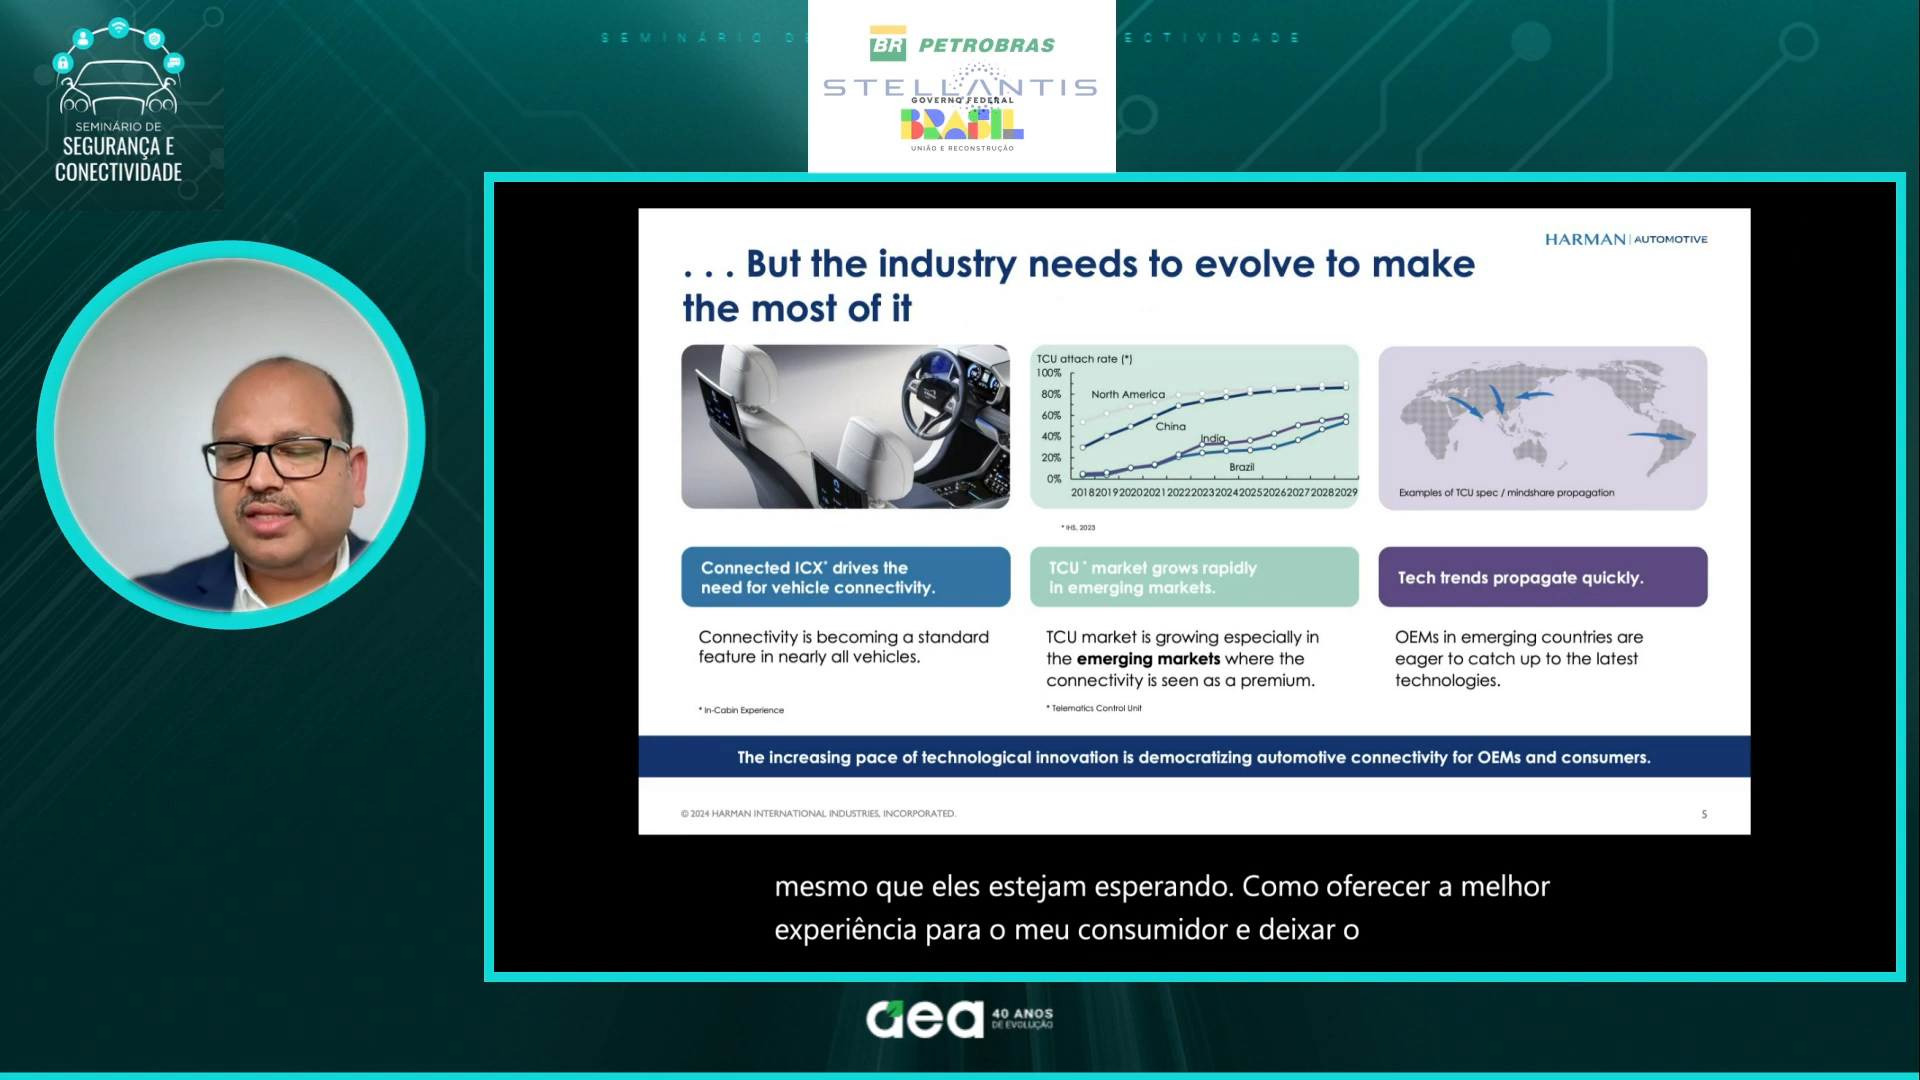 SEMINÁRIO DE
SEGURANÇA E
CONECTIVIDADE
SEMINÁRIO DE
ECTIVIDADE
BR PETROBRAS
STELLANTIS
GOVERNO FEDERAL
BRASIL
UNIÃO E RECONSTRUÇÃO
HARMAN | AUTOMOTIVE
. . . But the industry needs to evolve to make
the most of it
TCU attach rate (*)
100%
80%
60%
40%
20%
0%
North America
China
India
Brazil
2018 2019 2020 2021 2022 2023 2024 2025 2026 2027 2028 2029
* IHS, 2023
Examples of TCU spec / mindshare propagation
Connected ICX* drives the
need for vehicle connectivity.
TCU * market grows rapidly
in emerging markets.
Tech trends propagate quickly.
Connectivity is becoming a standard
feature in nearly all vehicles.
TCU market is growing especially in
the emerging markets where the
connectivity is seen as a premium.
OEMs in emerging countries are
eager to catch up to the latest
technologies.
* In-Cabin Experience
* Telematics Control Unit
The increasing pace of technological innovation is democratizing automotive connectivity for OEMs and consumers.
© 2024 HARMAN INTERNATIONAL INDUSTRIES, INCORPORATED.
5
mesmo que eles estejam esperando. Como oferecer a melhor
experiência para o meu consumidor e deixar o
aea 40 ANOS
DE EVOLUÇÃO